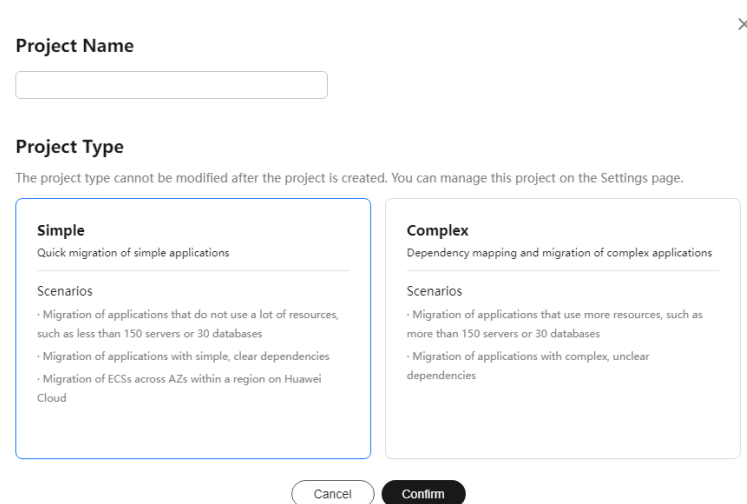 Project Name
Project Type
The project type cannot be modified after the project is created. You can manage this project on the Settings page.
Simple
Quick migration of simple applications
Scenarios
· Migration of applications that do not use a lot of resources,
such as less than 150 servers or 30 databases
· Migration of applications with simple, clear dependencies
· Migration of ECSs across AZs within a region on Huawei
Cloud
Complex
Dependency mapping and migration of complex applications
Scenarios
· Migration of applications that use more resources, such as
more than 150 servers or 30 databases
· Migration of applications with complex, unclear
dependencies
Cancel
Confirm